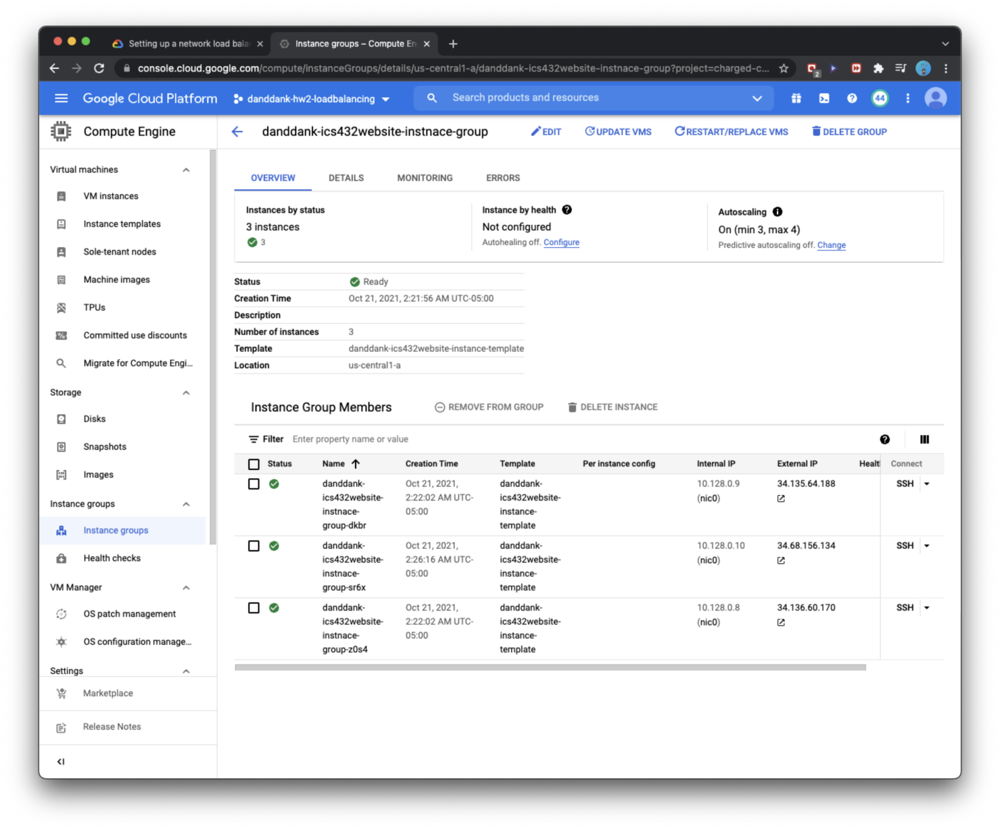 Setting up a network load bala
Instance groups – Compute En
console.cloud.google.com/compute/instanceGroups/details/us-central1-a/danddank-ics432website-instnace-group?project=charged-c...
2
Google Cloud Platform
danddank-hw2-loadbalancing
Search products and resources
44
Compute Engine
danddank-ics432website-instnace-group
EDIT
UPDATE VMS
RESTART/REPLACE VMS
DELETE GROUP
Virtual machines
VM instances
Instance templates
Sole-tenant nodes
Machine images
TPUs
Committed use discounts
Migrate for Compute Engi...
Storage
Disks
Snapshots
Images
Instance groups
Instance groups
Health checks
VM Manager
OS patch management
OS configuration manage...
Settings
Marketplace
Release Notes
OVERVIEW
DETAILS
MONITORING
ERRORS
Instances by status
3 instances
3
Instance by health
Not configured
Autohealing off. Configure
Autoscaling
On (min 3, max 4)
Predictive autoscaling off. Change
Status Ready
Creation Time Oct 21, 2021, 2:21:56 AM UTC-05:00
Description
Number of instances 3
Template danddank-ics432website-instance-template
Location us-central1-a
Instance Group Members
REMOVE FROM GROUP
DELETE INSTANCE
Filter Enter property name or value
Status Name Creation Time Template Per instance config Internal IP External IP Healt Connect
danddank- Oct 21, 2021, danddank- 10.128.0.9 34.135.64.188 SSH
ics432website- 2:22:02 AM UTC- ics432website- (nic0)
instnace- 05:00 instance-
group-dkbr template
danddank- Oct 21, 2021, danddank- 10.128.0.10 34.68.156.134 SSH
ics432website- 2:26:16 AM UTC- ics432website- (nic0)
instnace- 05:00 instance-
group-sr6x template
danddank- Oct 21, 2021, danddank- 10.128.0.8 34.136.60.170 SSH
ics432website- 2:22:02 AM UTC- ics432website- (nic0)
instnace- 05:00 instance-
group-z0s4 template